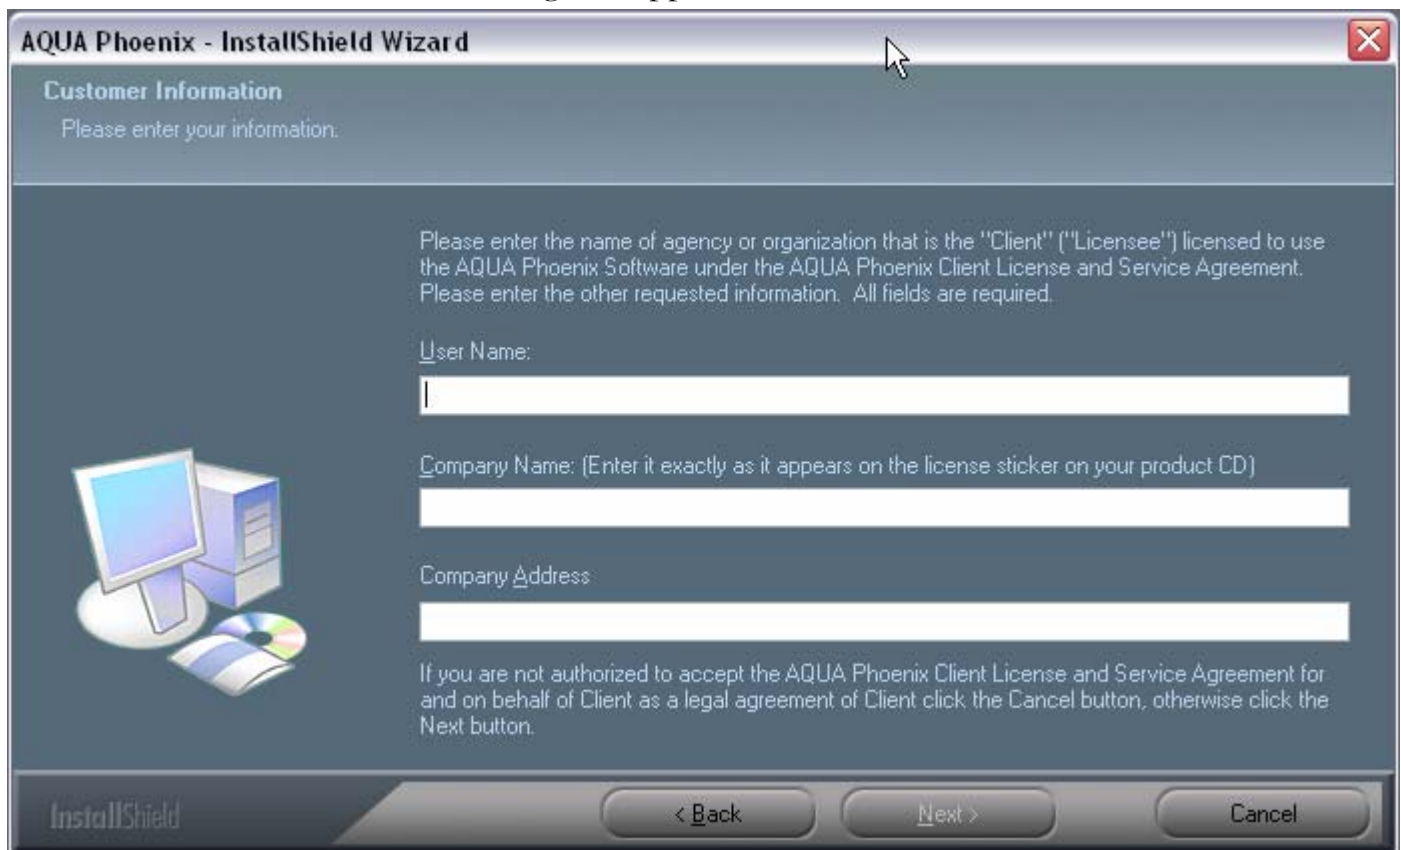 AQUA Phoenix - InstallShield Wizard
Customer Information
Please enter your information.
Please enter the name of agency or organization that is the "Client" ("Licensee") licensed to use
the AQUA Phoenix Software under the AQUA Phoenix Client License and Service Agreement.
Please enter the other requested information.  All fields are required.
User Name:
Company Name: (Enter it exactly as it appears on the license sticker on your product CD)
Company Address
If you are not authorized to accept the AQUA Phoenix Client License and Service Agreement for
and on behalf of Client as a legal agreement of Client click the Cancel button, otherwise click the
Next button.
InstallShield
< Back
Next >
Cancel